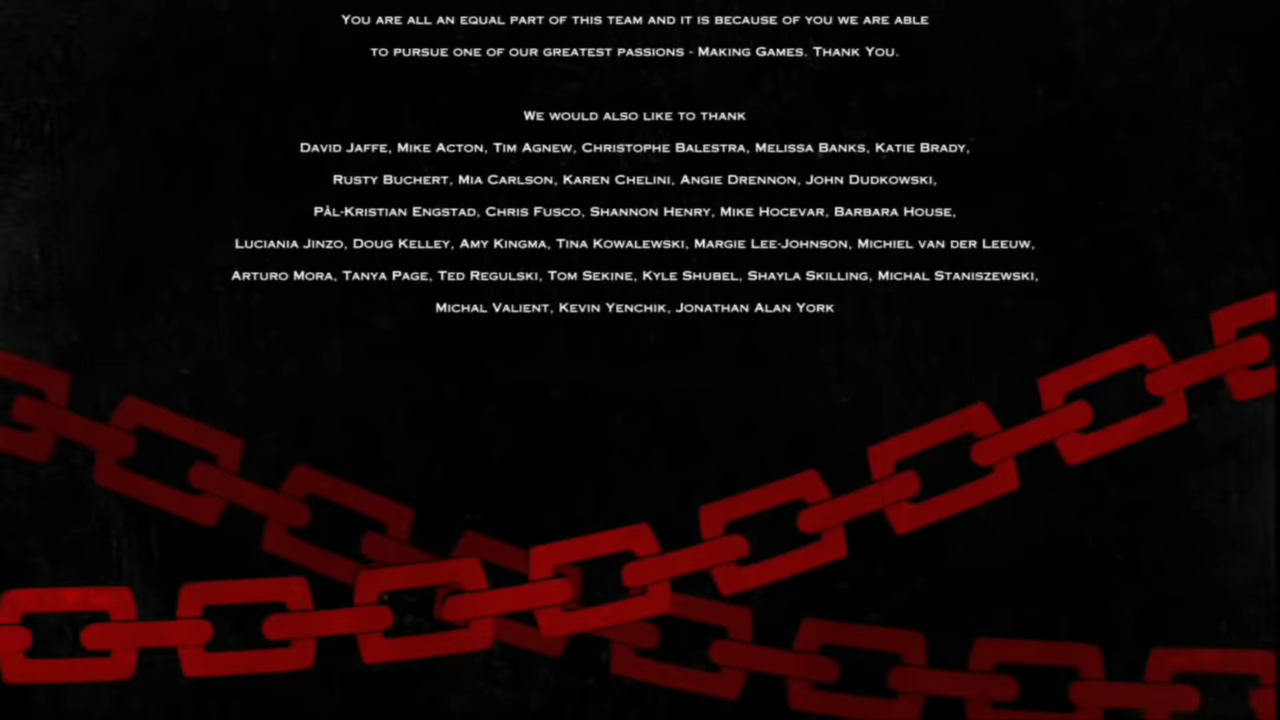 You are all an equal part of this team and it is because of you we are able
to pursue one of our greatest passions - Making Games. Thank You.
We would also like to thank
David Jaffe, Mike Acton, Tim Agnew, Christophe Balestra, Melissa Banks, Katie Brady,
Rusty Buchert, Mia Carlson, Karen Chelini, Angie Drennon, John Dudkowski,
Pål-Kristian Engstad, Chris Fusco, Shannon Henry, Mike Hocevar, Barbara House,
Luciania Jinzo, Doug Kelley, Amy Kingma, Tina Kowalewski, Margie Lee-Johnson, Michiel van der Leeuw,
Arturo Mora, Tanya Page, Ted Regulski, Tom Sekine, Kyle Shubel, Shayla Skilling, Michal Staniszewski,
Michal Valient, Kevin Yenchik, Jonathan Alan York